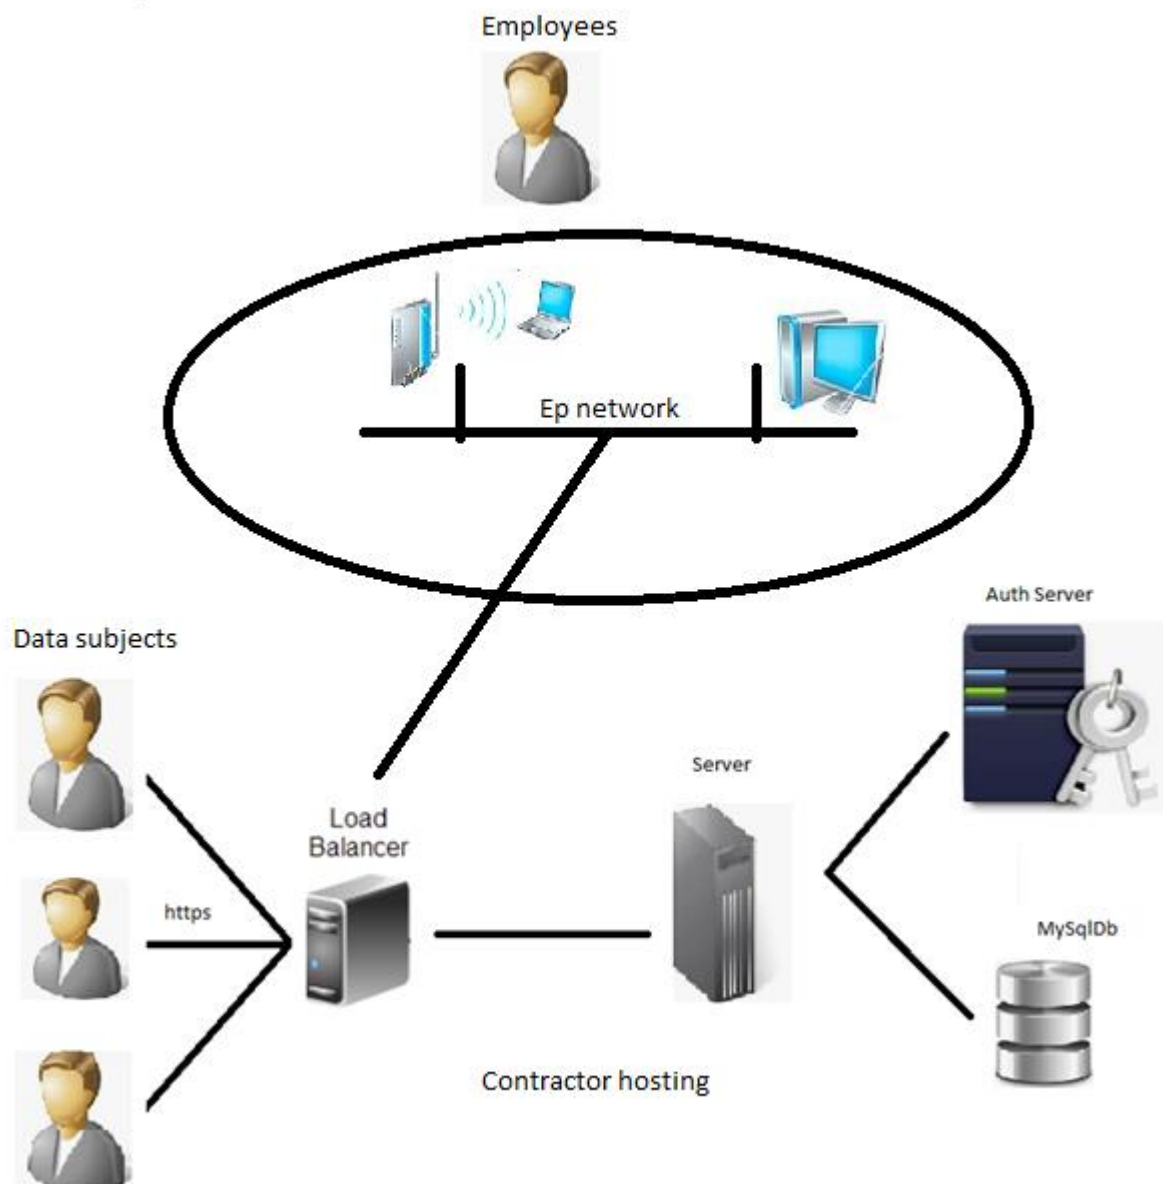 Employees
Ep network
Auth Server
Data subjects
Server
Load
Balancer
https
MySqlDb
Contractor hosting